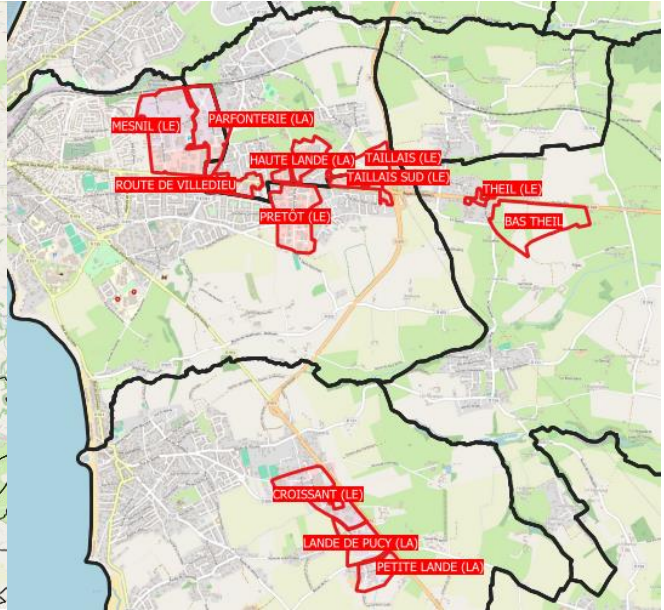 MESNIL (LE)
PARFONTERIE (LA)
HAUTE LANDE (LA)
TAILLAIS (LE)
TAILLAIS SUD (LE)
ROUTE DE VILLEDIEU
THEIL (LE)
PRETÔT (LE)
BAS THEIL
CROISSANT (LE)
LANDE DE PUCY (LA)
PETITE LANDE (LA)